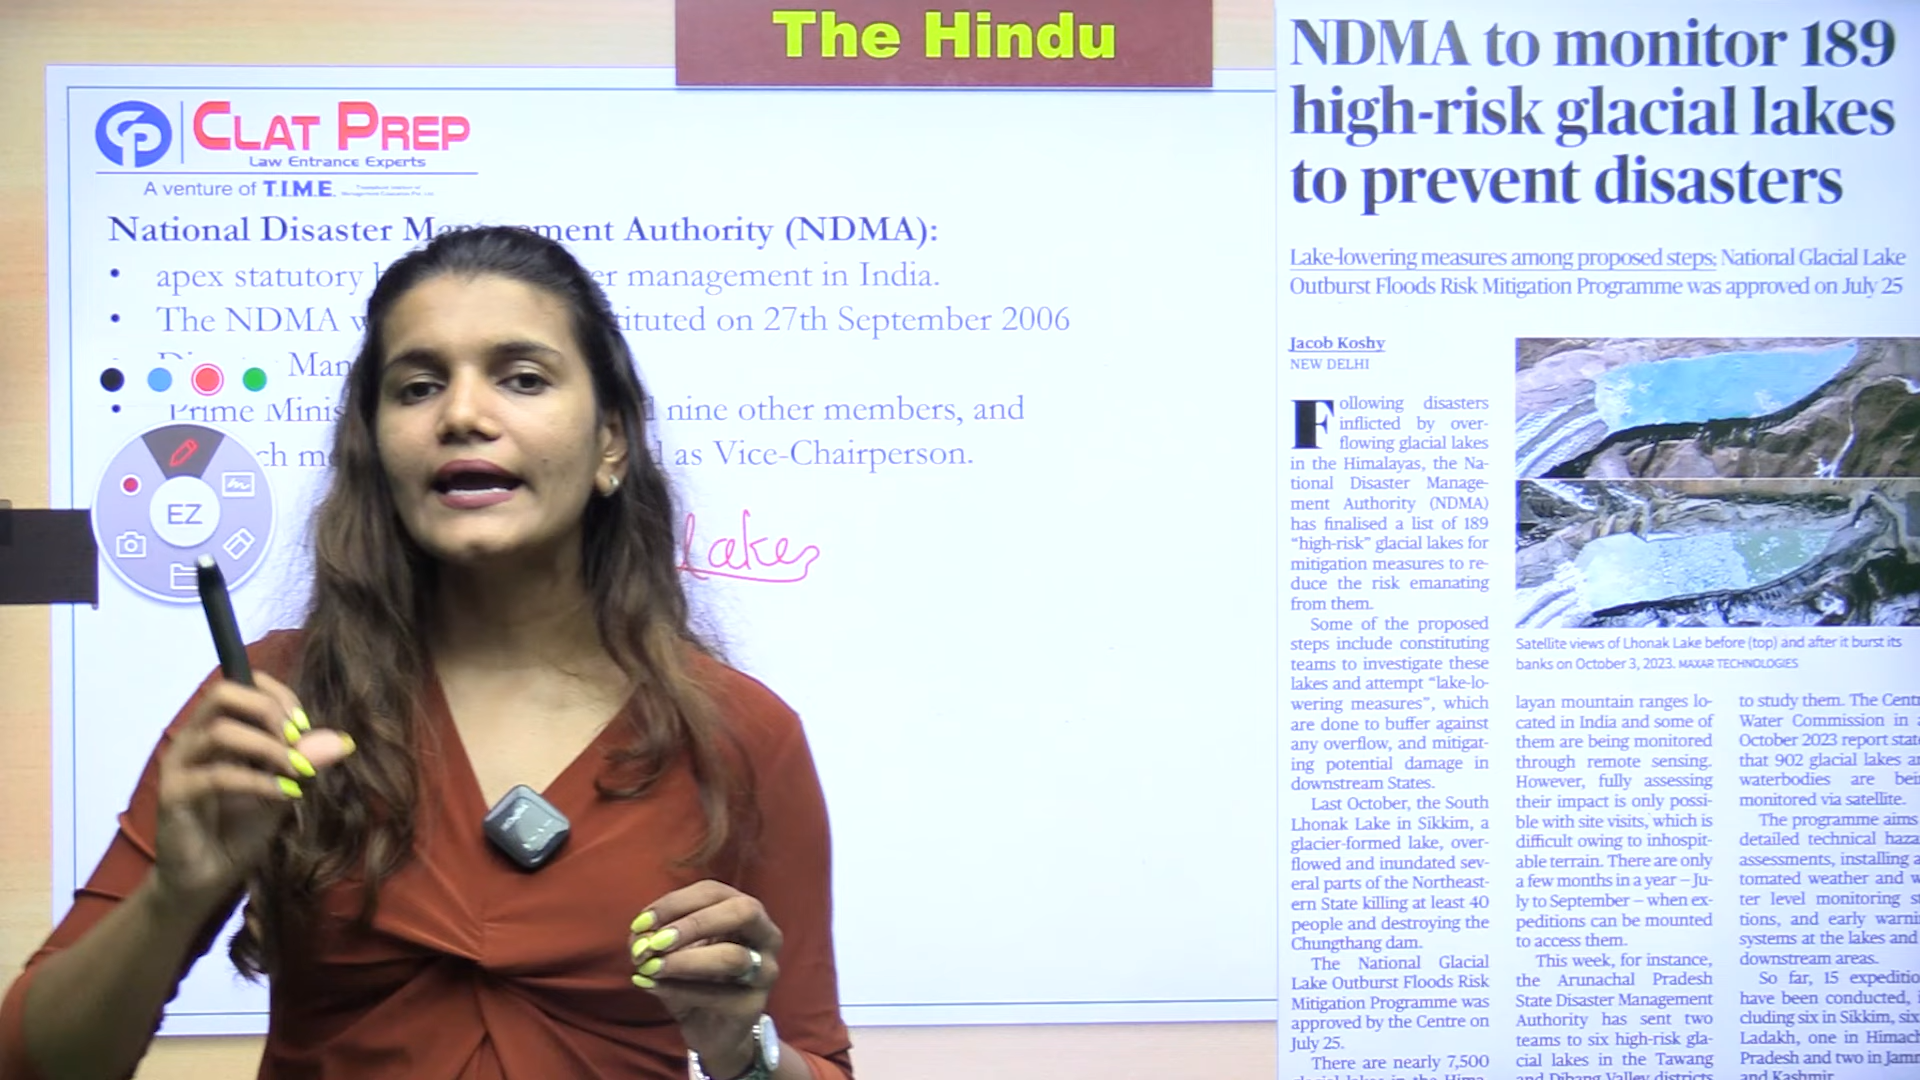 The Hindu
CLAT PREP
Law Entrance Experts
A venture of T.I.M.E.
National Disaster Management Authority (NDMA):
• apex statutory er management in India.
• The NDMA tituted on 27th September 2006
Man
• Prime Minis nine other members, and
ch as Vice-Chairperson.
EZ
Lakes
NDMA to monitor 189
high-risk glacial lakes
to prevent disasters
Lake-lowering measures among proposed steps; National Glacial Lake
Outburst Floods Risk Mitigation Programme was approved on July 25
Jacob Koshy
NEW DELHI
Following disasters
inflicted by over-
flowing glacial lakes
in the Himalayas, the Na-
tional Disaster Manage-
ment Authority (NDMA)
has finalised a list of 189
“high-risk” glacial lakes for
mitigation measures to re-
duce the risk emanating
from them.
Some of the proposed
steps include constituting
teams to investigate these
lakes and attempt “lake-lo-
wering measures”, which
are done to buffer against
any overflow, and mitigat-
ing potential damage in
downstream States.
Last October, the South
Lhonak Lake in Sikkim, a
glacier-formed lake, over-
flowed and inundated sev-
eral parts of the Northeast-
ern State killing at least 40
people and destroying the
Chungthang dam.
The National Glacial
Lake Outburst Floods Risk
Mitigation Programme was
approved by the Centre on
July 25.
There are nearly 7,500
glacial lakes in the Hima-
Satellite views of Lhonak Lake before (top) and after it burst its
banks on October 3, 2023. MAXAR TECHNOLOGIES
layan mountain ranges lo-
cated in India and some of
them are being monitored
through remote sensing.
However, fully assessing
their impact is only possi-
ble with site visits, which is
difficult owing to inhospit-
able terrain. There are only
a few months in a year – Ju-
ly to September – when ex-
peditions can be mounted
to access them.
This week, for instance,
the Arunachal Pradesh
State Disaster Management
Authority has sent two
teams to six high-risk gla-
cial lakes in the Tawang
and Dibang Valley districts
to study them. The Cent
Water Commission in
October 2023 report state
that 902 glacial lakes a
waterbodies are bei
monitored via satellite.
The programme aims
detailed technical haza
assessments, installing a
tomated weather and w
ter level monitoring s
tions, and early warni
systems at the lakes and
downstream areas.
So far, 15 expeditio
have been conducted, i
cluding six in Sikkim, six
Ladakh, one in Himach
Pradesh and two in Jamm
and Kashmir.